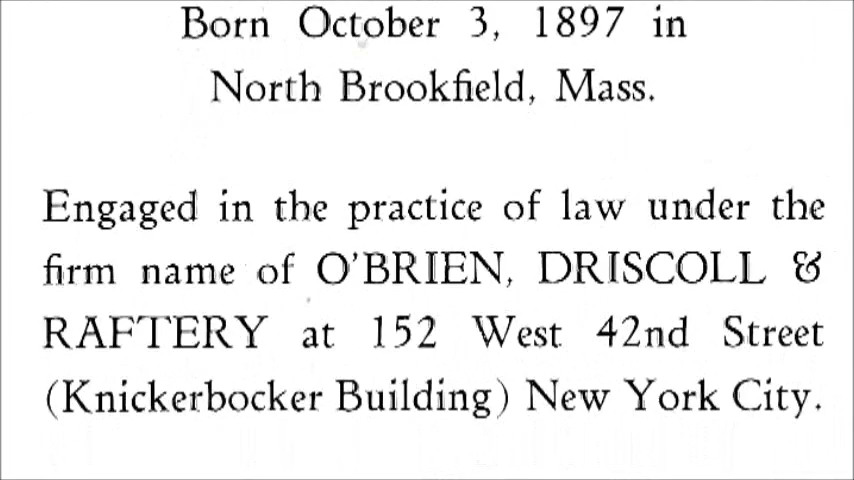 Born October 3, 1897 in
North Brookfield, Mass.
Engaged in the practice of law under the
firm name of O'BRIEN, DRISCOLL &
RAFTERY at 152 West 42nd Street
(Knickerbocker Building) New York City.